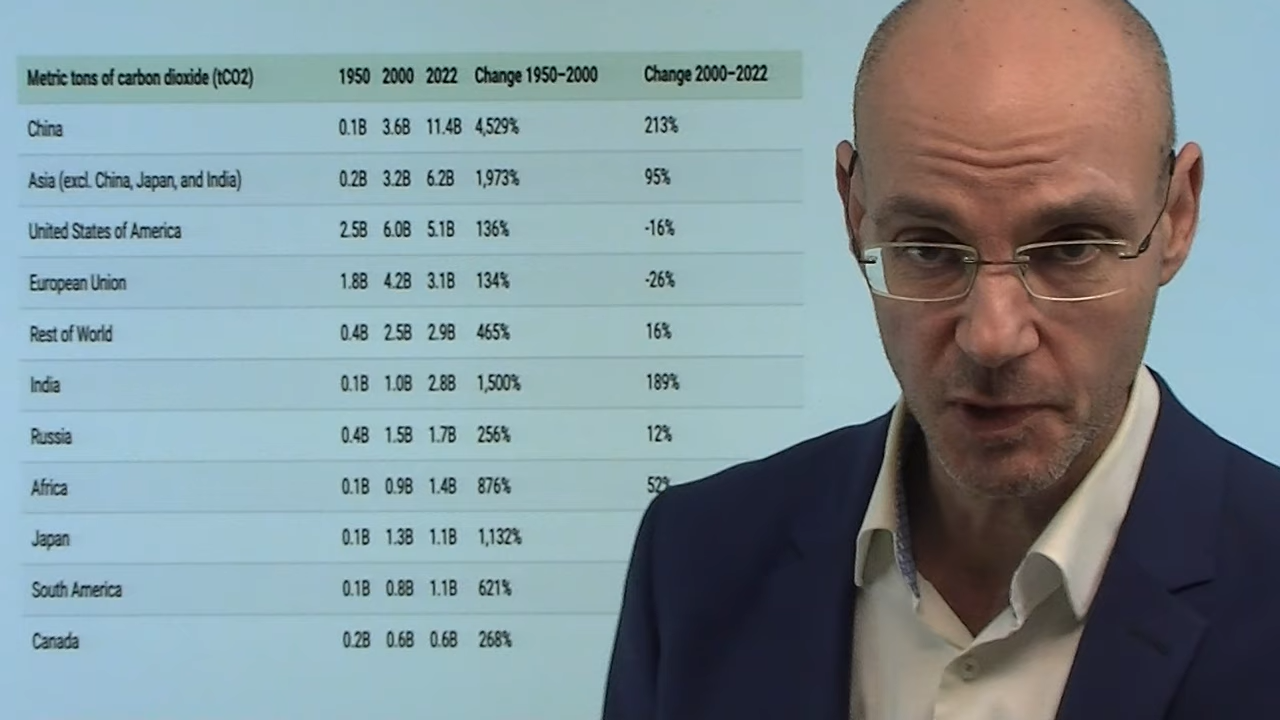 Metric tons of carbon dioxide (tCO2) 1950 2000 2022 Change 1950–2000 Change 2000–2022
China 0.1B 3.6B 11.4B 4,529% 213%
Asia (excl. China, Japan, and India) 0.2B 3.2B 6.2B 1,973% 95%
United States of America 2.5B 6.0B 5.1B 136% -16%
European Union 1.8B 4.2B 3.1B 134% -26%
Rest of World 0.4B 2.5B 2.9B 465% 16%
India 0.1B 1.0B 2.8B 1,500% 189%
Russia 0.4B 1.5B 1.7B 256% 12%
Africa 0.1B 0.9B 1.4B 876% 52%
Japan 0.1B 1.3B 1.1B 1,132%
South America 0.1B 0.8B 1.1B 621%
Canada 0.2B 0.6B 0.6B 268%